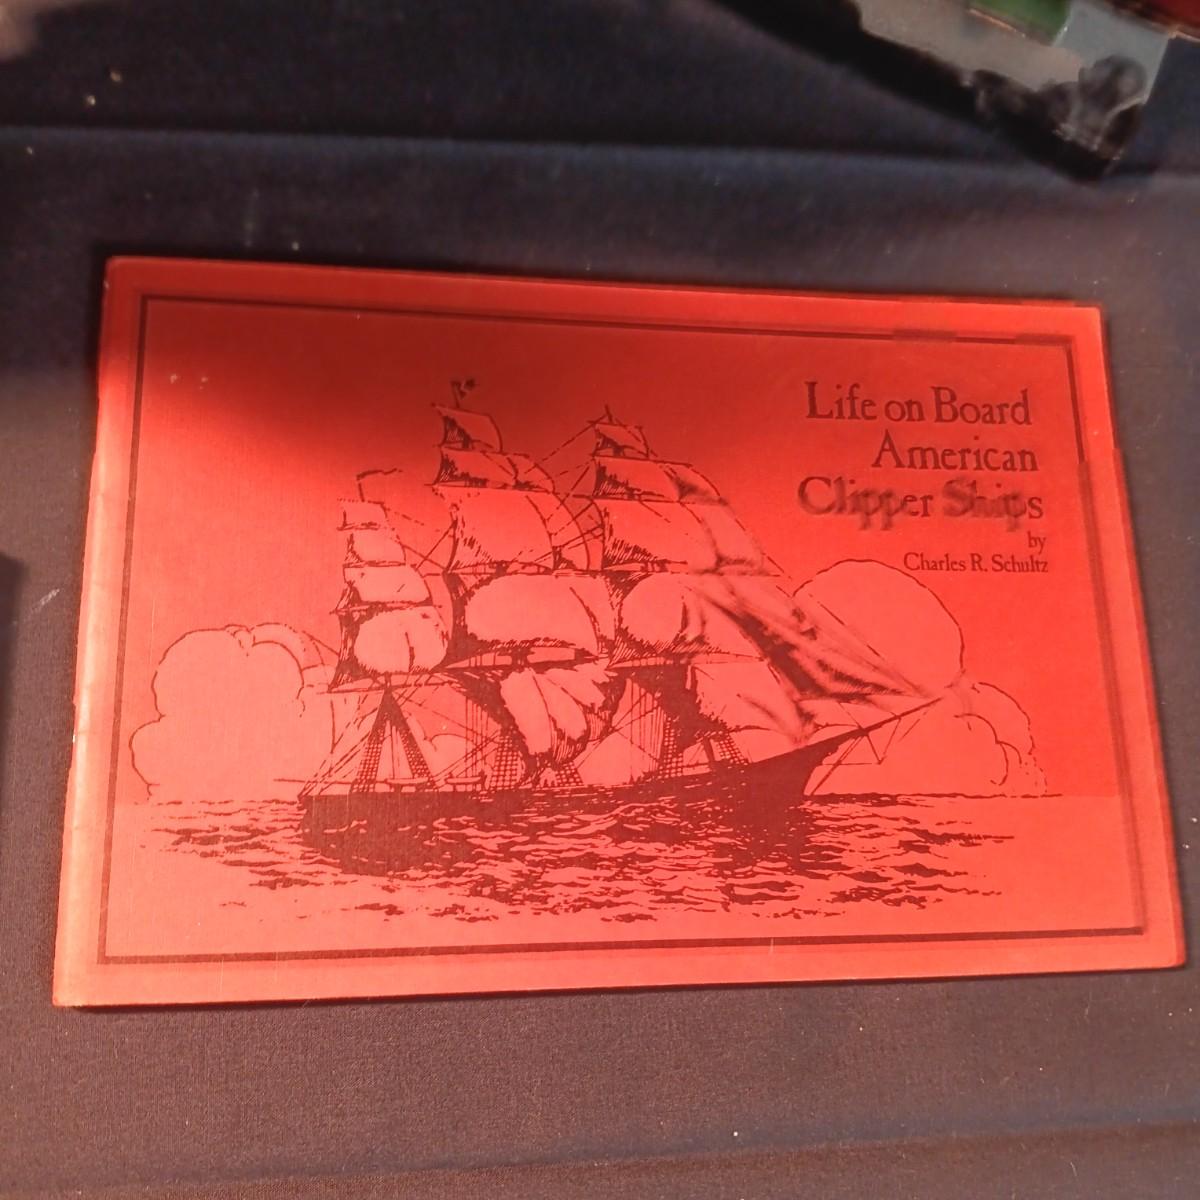 Life on Board
American
Clipper Ships
by
Charles R. Schultz